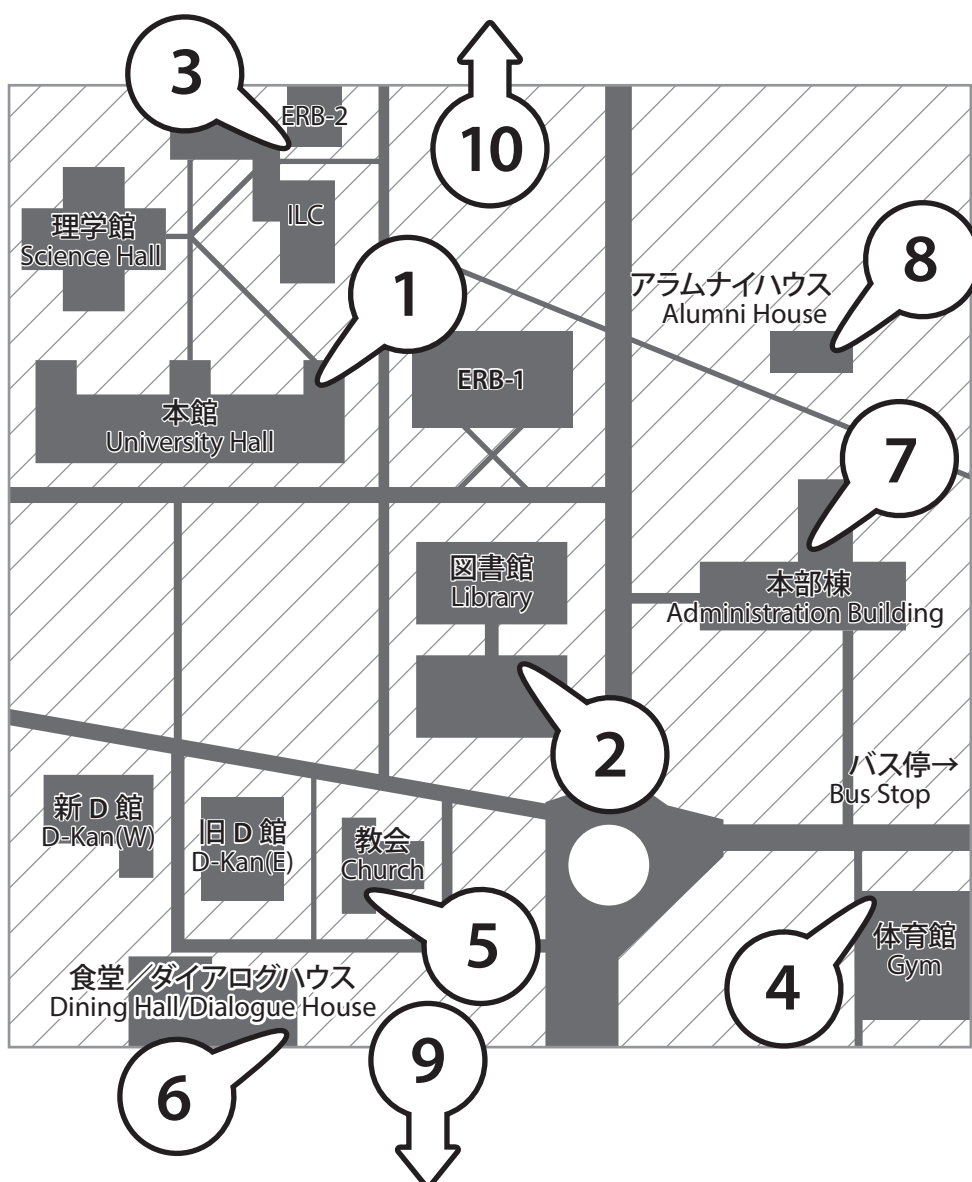 3
ERB-2
10
理学館
Science Hall
ILC
1
8
アラムナイハウス
Alumni House
ERB-1
本館
University Hall
7
図書館
Library
本部棟
Administration Building
2
バス停→
Bus Stop
新 D 館
D-Kan(W)
旧 D 館
D-Kan(E)
教会
Church
5
4
体育館
Gym
食堂／ダイアログハウス
Dining Hall/Dialogue House
6
9